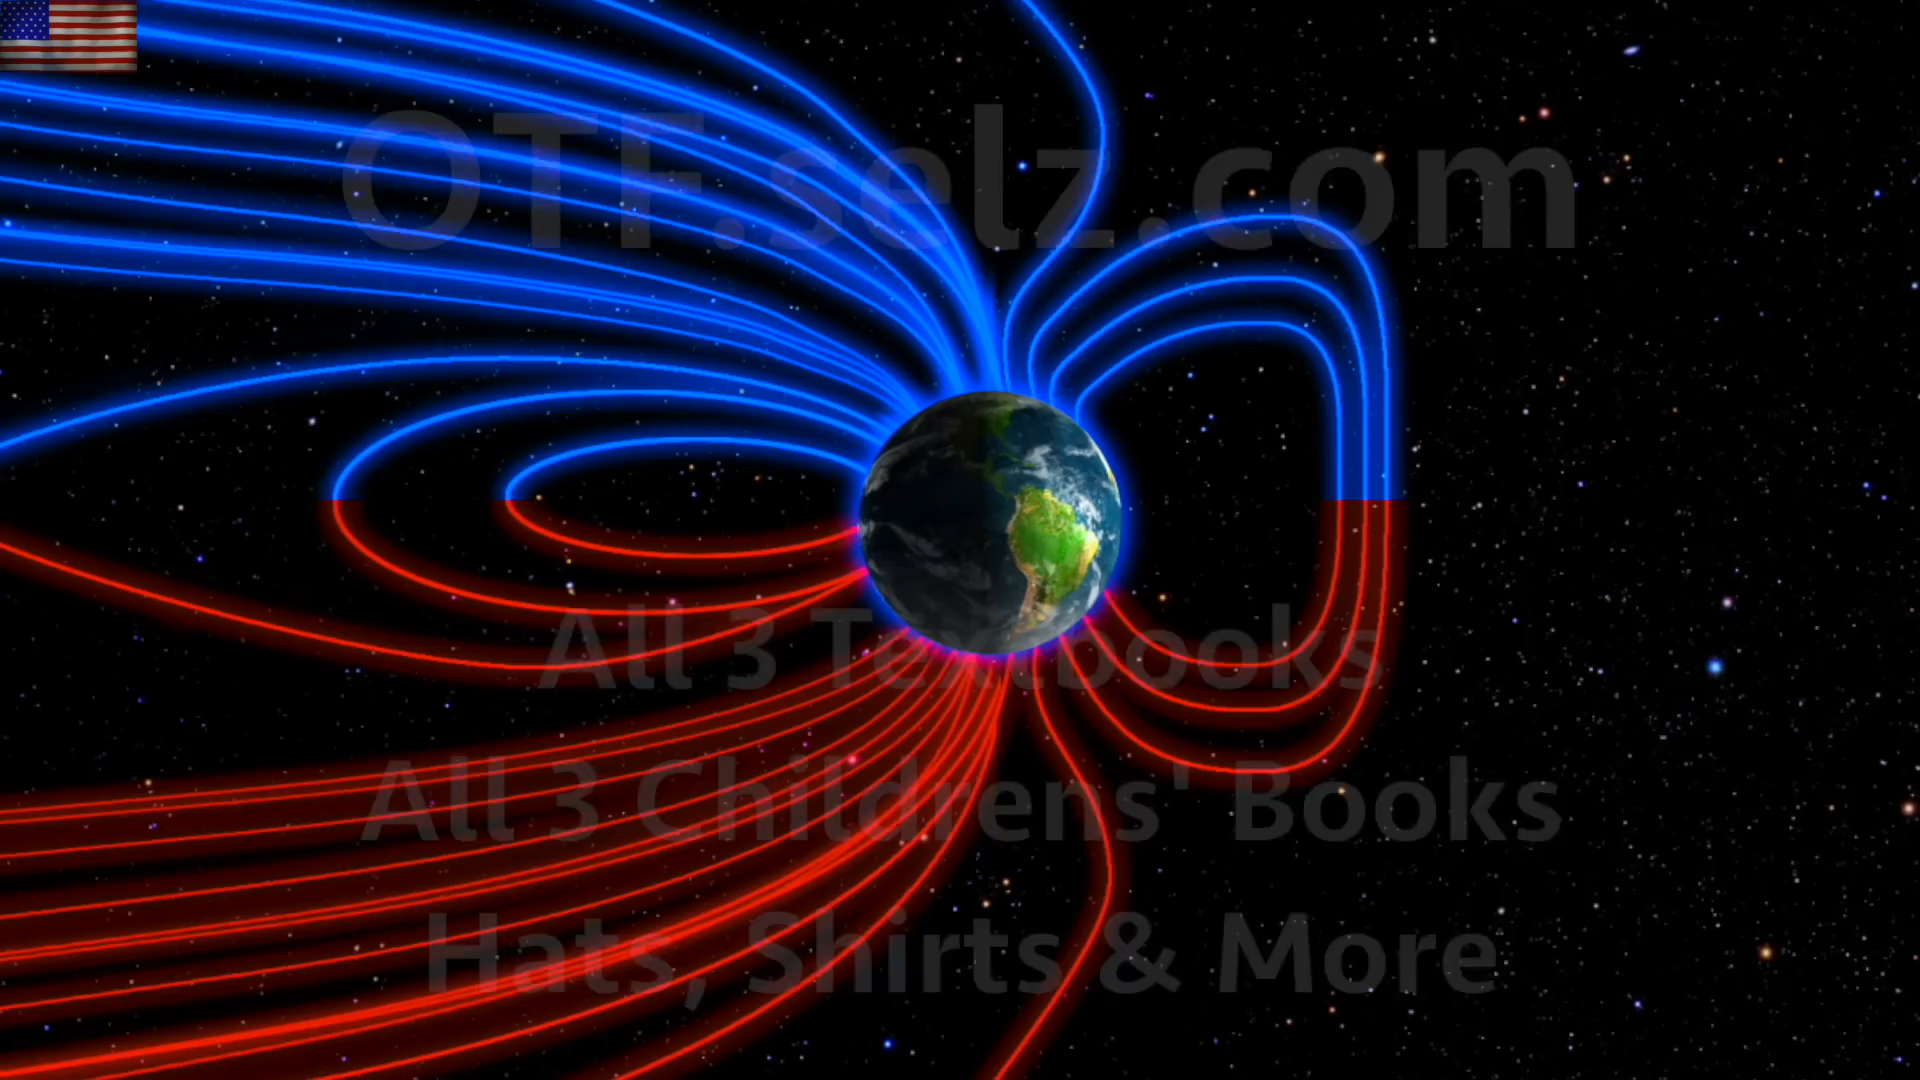 OTF.selz.com
All 3 Textbooks
All 3 Childrens' Books
Hats, Shirts & More